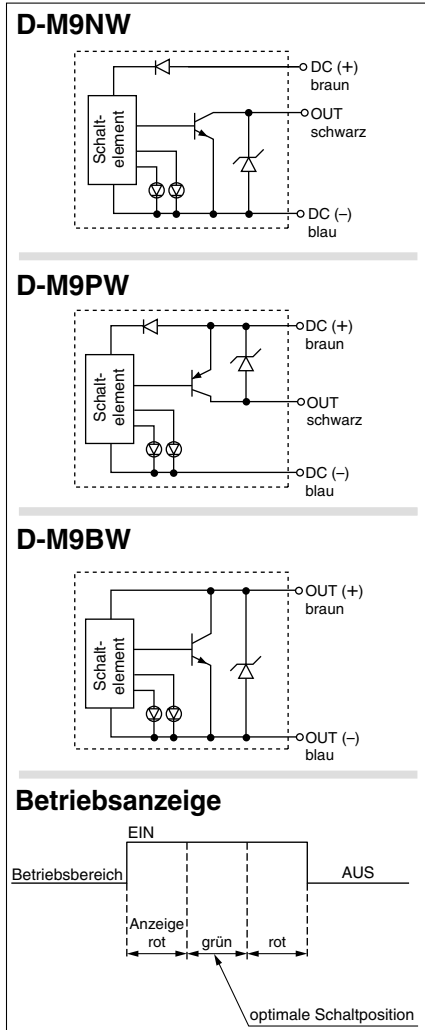 D-M9NW
DC (+)
braun
OUT
schwarz
Schalt-
element
DC (–)
blau
D-M9PW
DC (+)
braun
Schalt-
element
OUT
schwarz
DC (–)
blau
D-M9BW
OUT (+)
braun
Schalt-
element
OUT (–)
blau
Betriebsanzeige
EIN
Betriebsbereich
AUS
Anzeige
rot
grün
rot
optimale Schaltposition